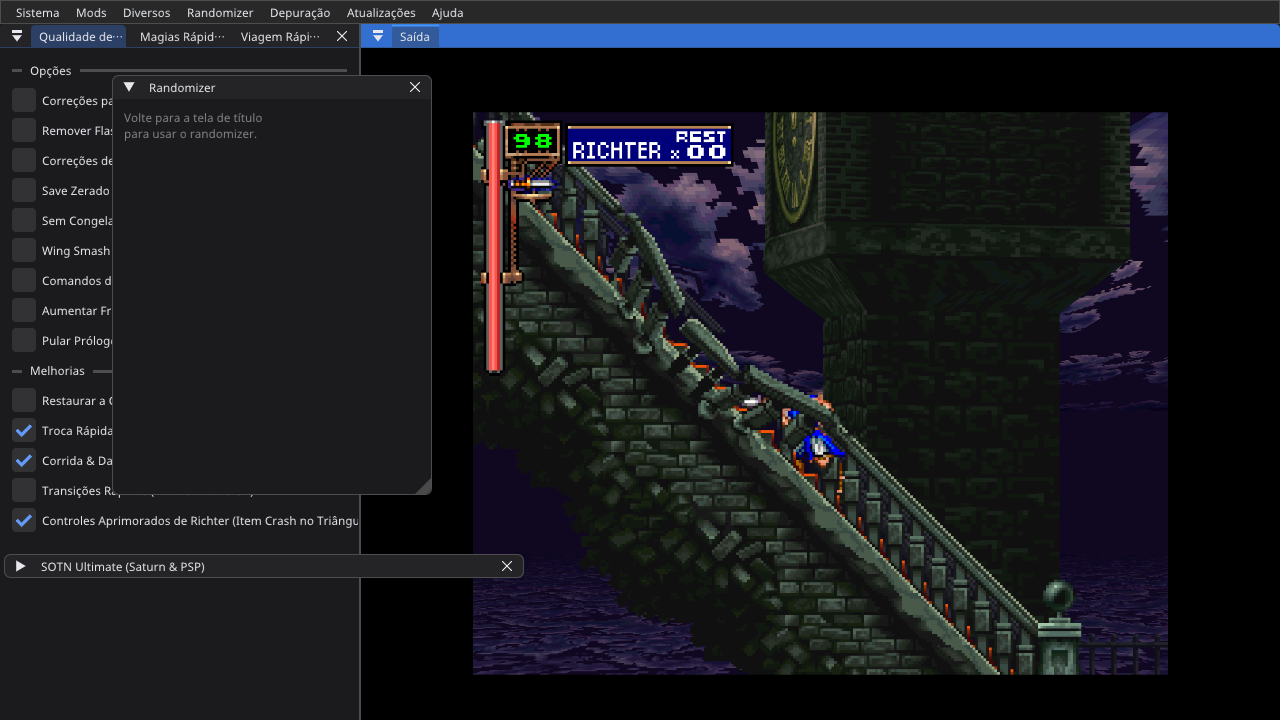 Sistema Mods Diversos Randomizer Depuração Atualizações Ajuda
Qualidade de··· Magias Rápid··· Viagem Rápi··· Saída
Opções
Randomizer
Correções pa
Volte para a tela de título
para usar o randomizer.
Remover Flas
Correções de
Save Zerado
Sem Congela
Wing Smash
Comandos d
Aumentar Fr
Pular Prólogo
Melhorias
Restaurar a
Troca Rápida
Corrida & Da
Transições
Controles Aprimorados de Richter (Item Crash no Triângu
SOTN Ultimate (Saturn & PSP)
98
REST
RICHTER x 00